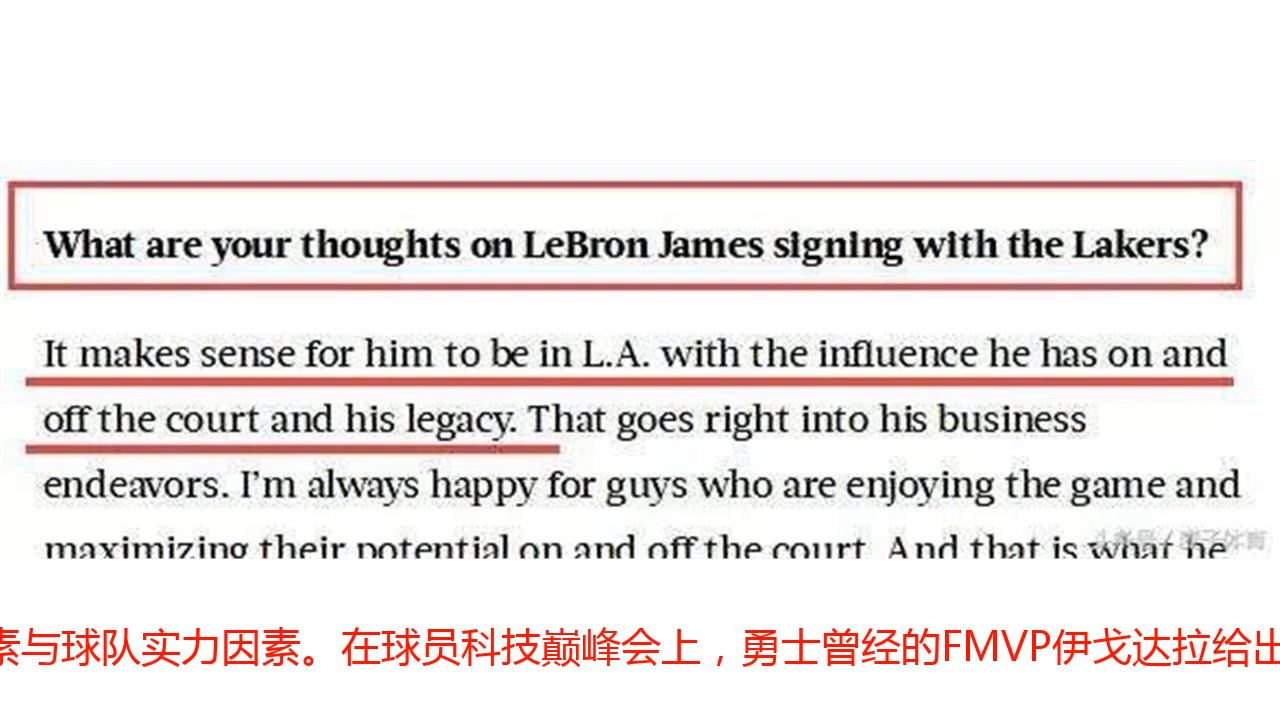 What are your thoughts on LeBron James signing with the Lakers?
It makes sense for him to be in L.A. with the influence he has on and
off the court and his legacy. That goes right into his business
endeavors. I'm always happy for guys who are enjoying the game and
maximizing their potential on and off the court. And that is what he
素与球队实力因素。在球员科技巅峰会上，勇士曾经的FMVP伊戈达拉给出